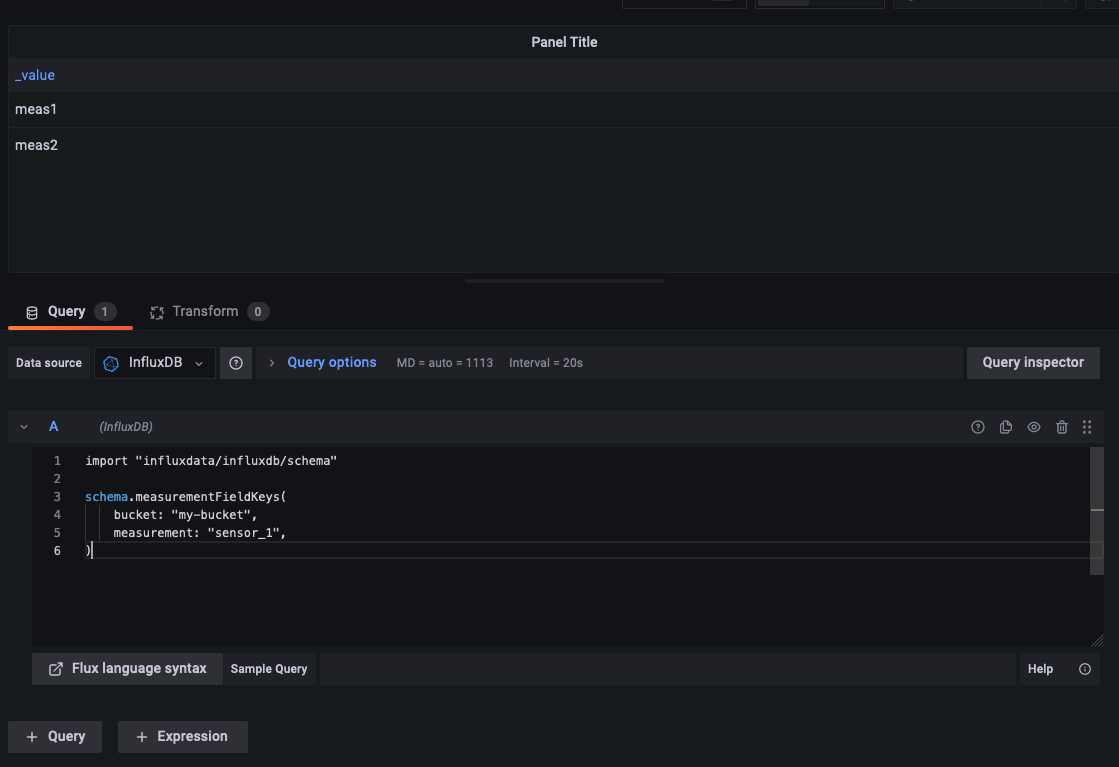 Panel Title
_value
meas1
meas2
Query 1 Transform 0
Data source InfluxDB Query options MD = auto = 1113 Interval = 20s Query inspector
A (InfluxDB)
1 import "influxdata/influxdb/schema"
2
3 schema.measurementFieldKeys(
4 bucket: "my-bucket",
5 measurement: "sensor_1",
6 )
Flux language syntax Sample Query Help
+ Query + Expression